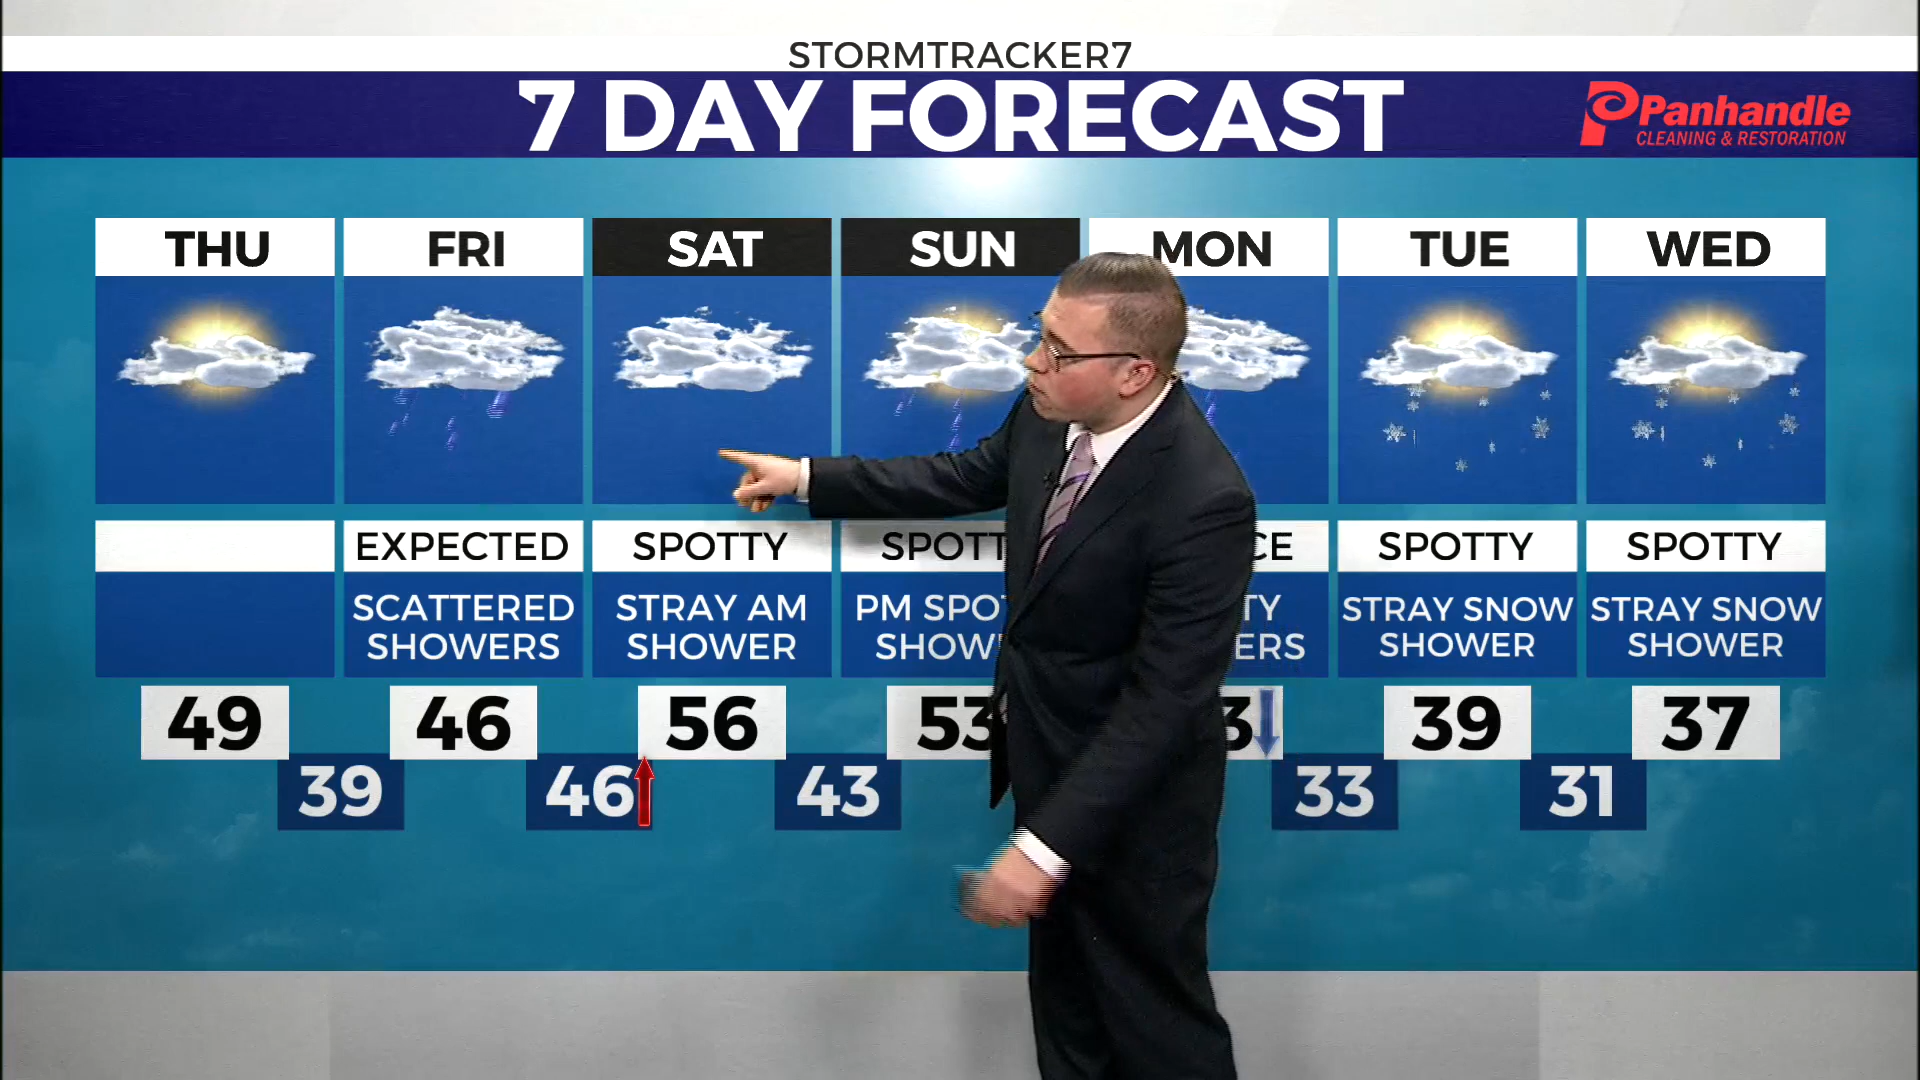 STORMTRACKER7
7 DAY FORECAST
Panhandle
CLEANING & RESTORATION
THU FRI SAT SUN MON TUE WED
EXPECTED SPOTTY SPOTTY SPOTTY
SCATTERED STRAY AM PM STRAY SNOW STRAY SNOW
SHOWERS SHOWER SHOWER SHOWER
49 46 56 53 39 37
39 46 43 33 31